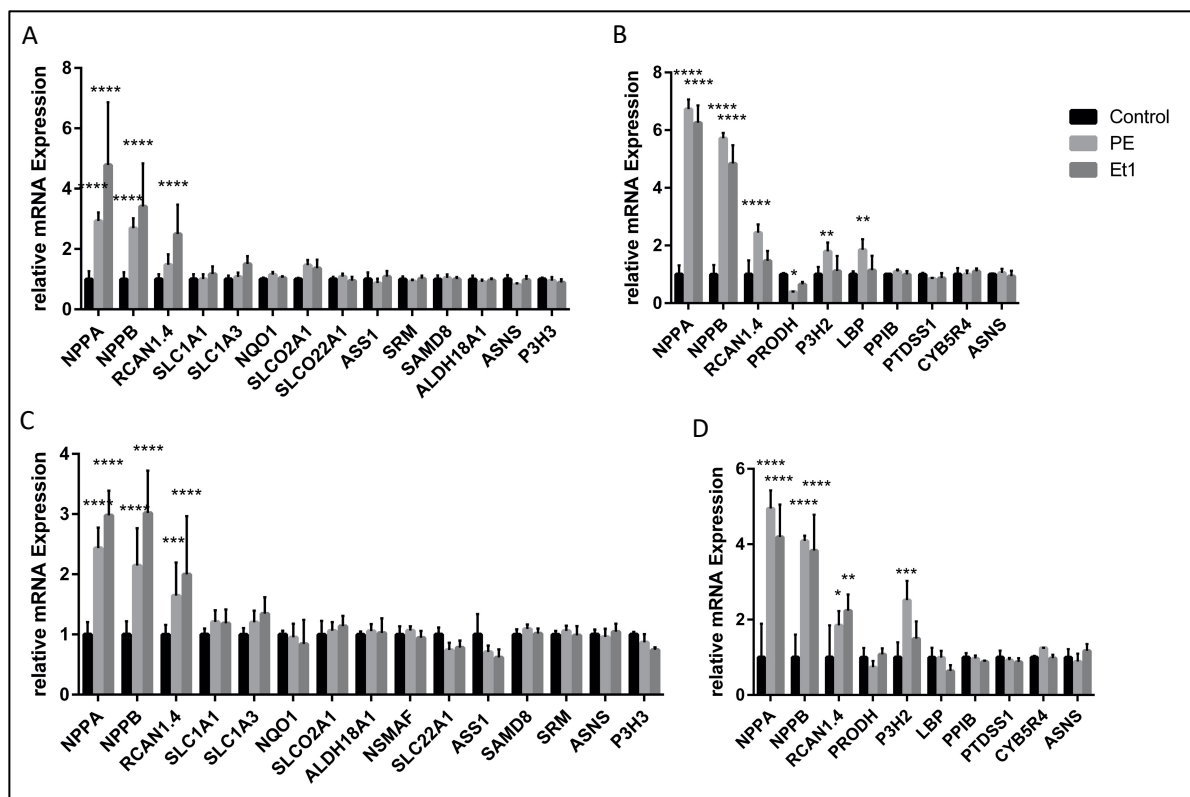 A
relative mRNA Expression
8
6
4
2
0
****
****
****
****
****
NPPA
NPPB
RCAN1.4
SLC1A1
SLC1A3
NQO1
SLCO2A1
SLCO22A1
ASS1
SRM
SAMD8
ALDH18A1
ASNS
P3H3
B
relative mRNA Expression
8
6
4
2
0
****
****
****
****
****
*
**
**
NPPA
NPPB
RCAN1.4
PRODH
P3H2
LBP
PPIB
PTDSS1
CYB5R4
ASNS
Control
PE
Et1
C
relative mRNA Expression
4
3
2
1
0
****
****
****
****
***
****
NPPA
NPPB
RCAN1.4
SLC1A1
SLC1A3
NQO1
SLCO2A1
ALDH18A1
NSMAF
SLC22A1
ASS1
SAMD8
SRM
ASNS
P3H3
D
relative mRNA Expression
6
4
2
0
****
****
****
****
*
**
***
NPPA
NPPB
RCAN1.4
PRODH
P3H2
LBP
PPIB
PTDSS1
CYB5R4
ASNS